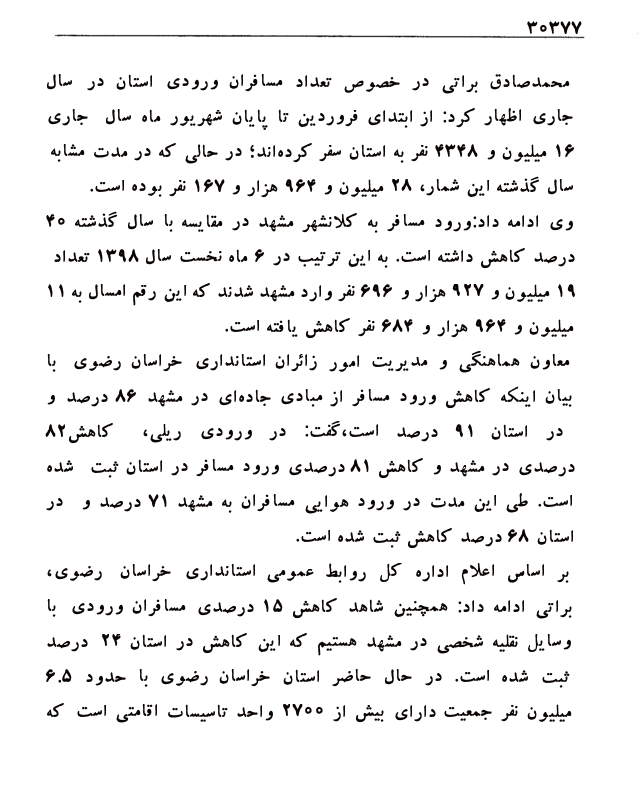 ۳۰۳۷۷
محمدصادق براتی در خصوص تعداد مسافران ورودی استان در سال
جاری اظهار کرد: از ابتدای فروردین تا پایان شهریور ماه سال جاری
۱۶ میلیون و ۴۳۴۸ نفر به استان سفر کرده‌اند؛ در حالی که در مدت مشابه
سال گذشته این شمار، ۲۸ میلیون و ۹۶۴ هزار و ۱۶۷ نفر بوده است.
وی ادامه داد:ورود مسافر به کلانشهر مشهد در مقایسه با سال گذشته ۴۰
درصد کاهش داشته است. به این ترتیب در ۶ ماه نخست سال ۱۳۹۸ تعداد
۱۹ میلیون و ۹۲۷ هزار و ۶۹۶ نفر وارد مشهد شدند که این رقم امسال به ۱۱
میلیون و ۹۶۴ هزار و ۶۸۴ نفر کاهش یافته است.
معاون هماهنگی و مدیریت امور زائران استانداری خراسان رضوی با
بیان اینکه کاهش ورود مسافر از مبادی جاده‌ای در مشهد ۸۶ درصد و
در استان ۹۱ درصد است،گفت: در ورودی ریلی، کاهش۸۲
درصدی در مشهد و کاهش ۸۱ درصدی ورود مسافر در استان ثبت شده
است. طی این مدت در ورود هوایی مسافران به مشهد ۷۱ درصد و در
استان ۶۸ درصد کاهش ثبت شده است.
بر اساس اعلام اداره کل روابط عمومی استانداری خراسان رضوی،
براتی ادامه داد: همچنین شاهد کاهش ۱۵ درصدی مسافران ورودی با
وسایل نقلیه شخصی در مشهد هستیم که این کاهش در استان ۲۴ درصد
ثبت شده است. در حال حاضر استان خراسان رضوی با حدود ۶.۵
میلیون نفر جمعیت دارای بیش از ۲۷۰۰ واحد تاسیسات اقامتی است که